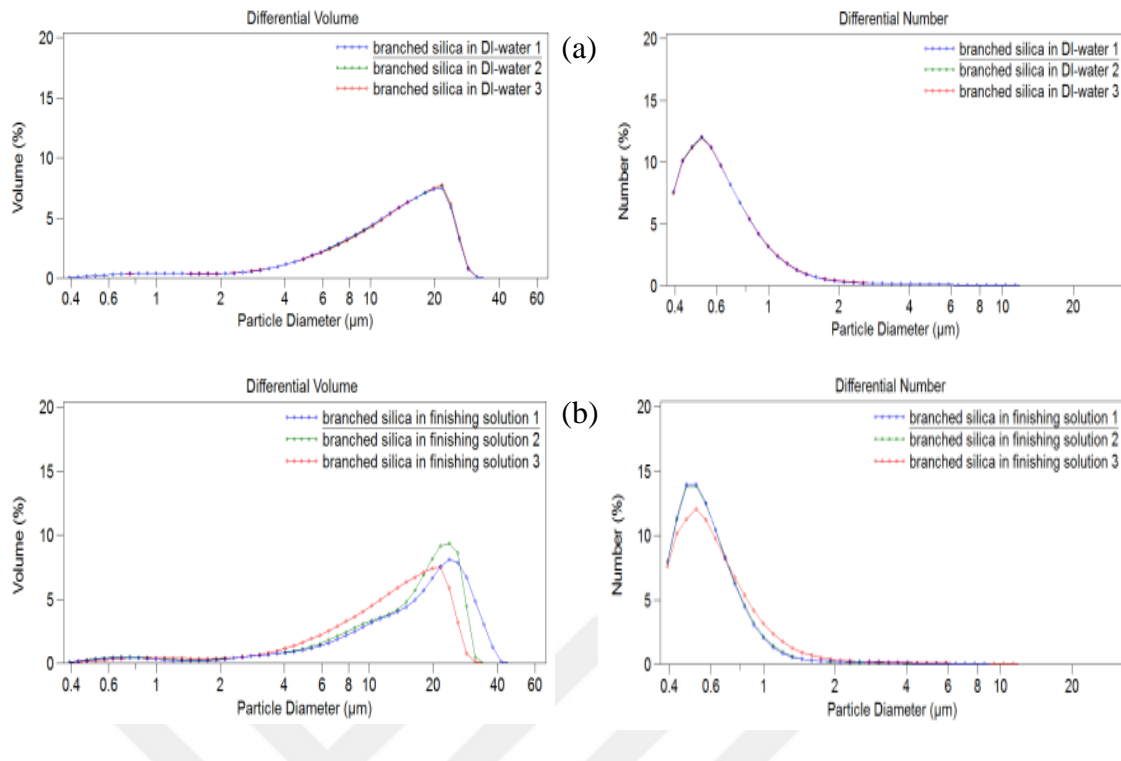 Differential Volume
20
15
10
5
0
Volume (%)
branched silica in DI-water 1
branched silica in DI-water 2
branched silica in DI-water 3
0.4 0.6 1 2 4 6 8 10 20 40 60
Particle Diameter (µm)
(a)
Differential Number
20
15
10
5
0
Number (%)
branched silica in DI-water 1
branched silica in DI-water 2
branched silica in DI-water 3
0.4 0.6 1 2 4 6 8 10 20
Particle Diameter (µm)
Differential Volume
20
15
10
5
0
Volume (%)
branched silica in finishing solution 1
branched silica in finishing solution 2
branched silica in finishing solution 3
0.4 0.6 1 2 4 6 8 10 20 40 60
Particle Diameter (µm)
(b)
Differential Number
20
15
10
5
0
Number (%)
branched silica in finishing solution 1
branched silica in finishing solution 2
branched silica in finishing solution 3
0.4 0.6 1 2 4 6 8 10 20
Particle Diameter (µm)